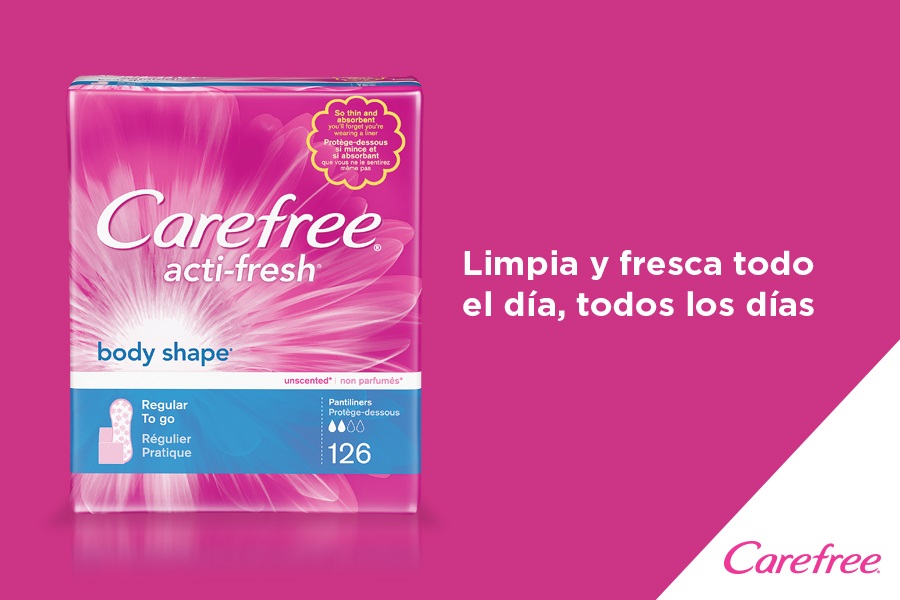 So thin and
absorbent
you'll forget you're
wearing a liner
Protège-dessous
si mince et
si absorbant
que vous ne le sentirez
même pas
Carefree®
acti-fresh®
body shape®
unscented* | non parfumés*
Regular
To go
Régulier
Pratique
Pantiliners
Protège-dessous
126
Limpia y fresca todo
el día, todos los días
Carefree®